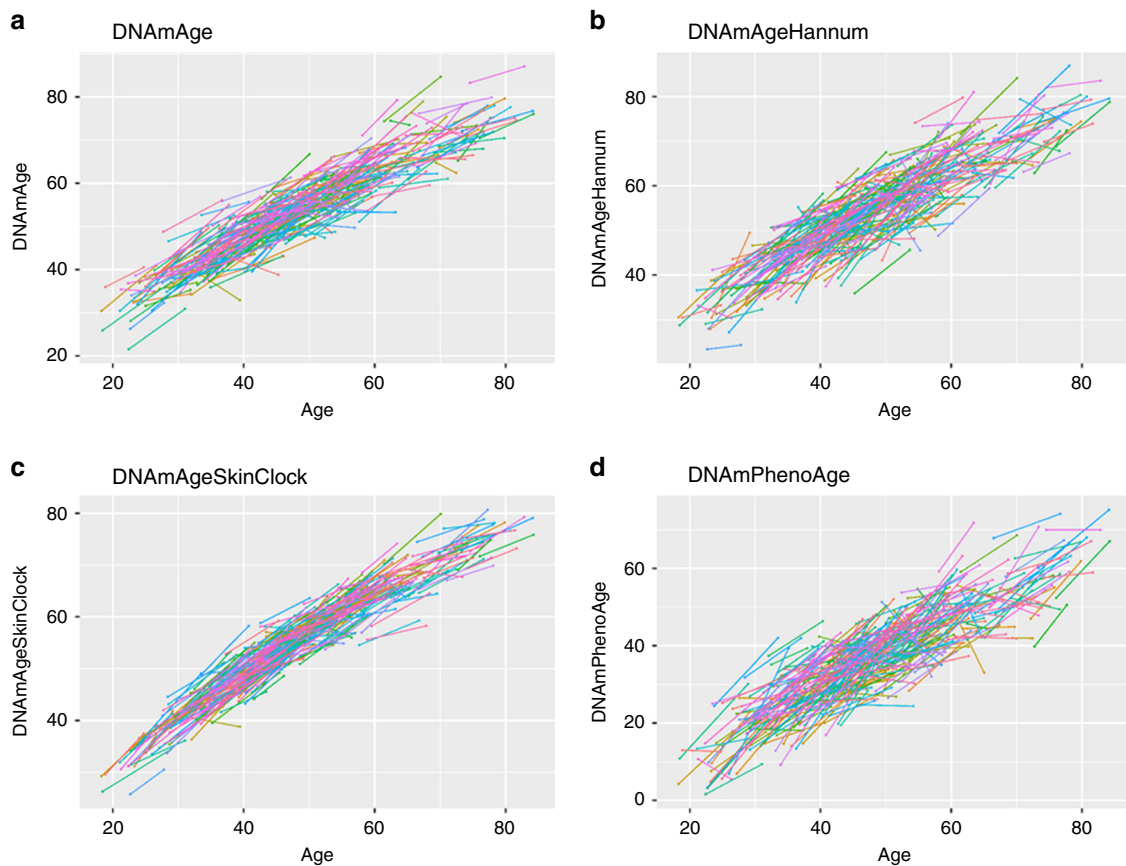 a DNAmAge
80
60
40
20
DNAmAge
20 40 60 80
Age
b DNAmAgeHannum
80
60
40
DNAmAgeHannum
20 40 60 80
Age
c DNAmAgeSkinClock
80
60
40
DNAmAgeSkinClock
20 40 60 80
Age
d DNAmPhenoAge
60
40
20
0
DNAmPhenoAge
20 40 60 80
Age